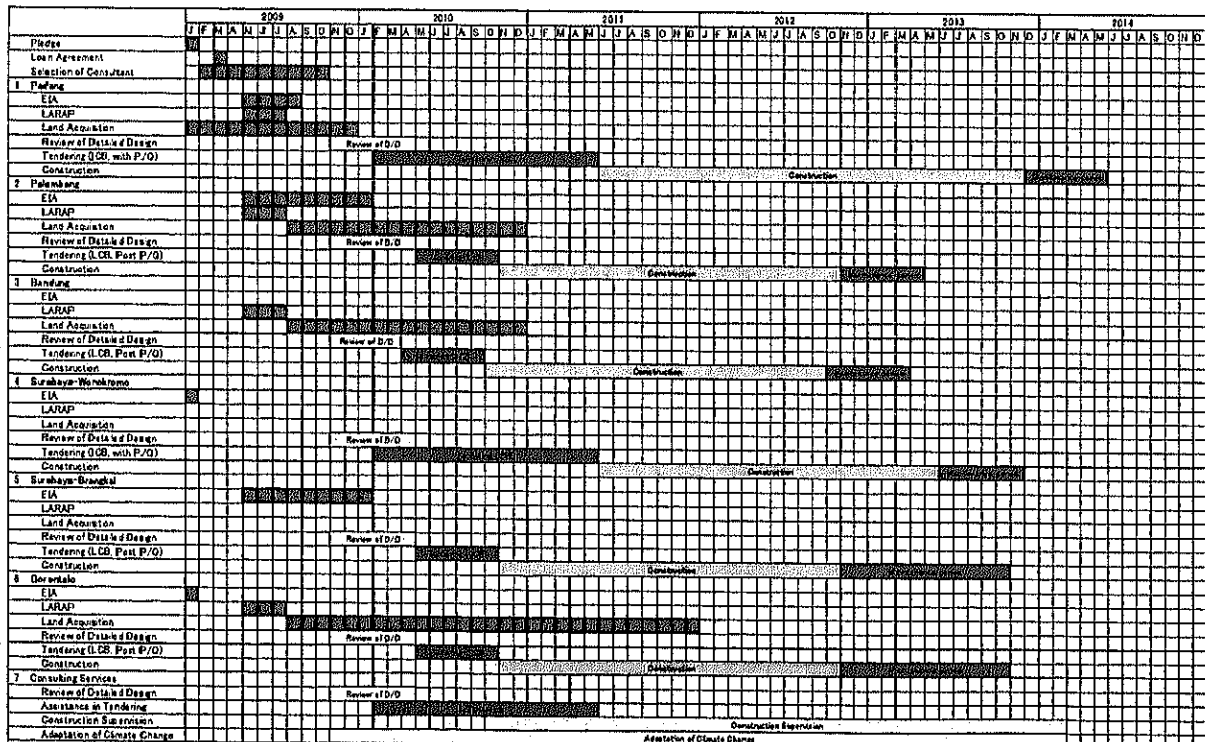 2009 2010 2011 2012 2013 2014
J F M A M J J A S O N D J F M A M J J A S O N D J F M A M J J A S O N D J F M A M J J A S O N D J F M A M J J A S O N D J F M A M J J A S O N D
Pledge
Loan Agreement
Selection of Consultant
1 Padang
EIA
LARAP
Land Acquisition
Review of Detailed Design Review of D/D
Tendering (ICB, with P/Q)
Construction Construction
2 Palembang
EIA
LARAP
Land Acquisition
Review of Detailed Design Review of D/D
Tendering (LCB, Post P/Q)
Construction Construction
3 Bandung
EIA
LARAP
Land Acquisition
Review of Detailed Design Review of D/D
Tendering (LCB, Post P/Q)
Construction Construction
4 Surabaya-Wonokromo
EIA
LARAP
Land Acquisition
Review of Detailed Design Review of D/D
Tendering (ICB, with P/Q)
Construction Construction
5 Surabaya-Brangkal
EIA
LARAP
Land Acquisition
Review of Detailed Design Review of D/D
Tendering (LCB, Post P/Q)
Construction Construction
6 Gorontalo
EIA
LARAP
Land Acquisition
Review of Detailed Design Review of D/D
Tendering (LCB, Post P/Q)
Construction Construction
7 Consulting Services
Review of Detailed Design Review of D/D
Assistance in Tendering
Construction Supervision Construction Supervision
Adaptation of Climate Change Adaptation of Climate Change